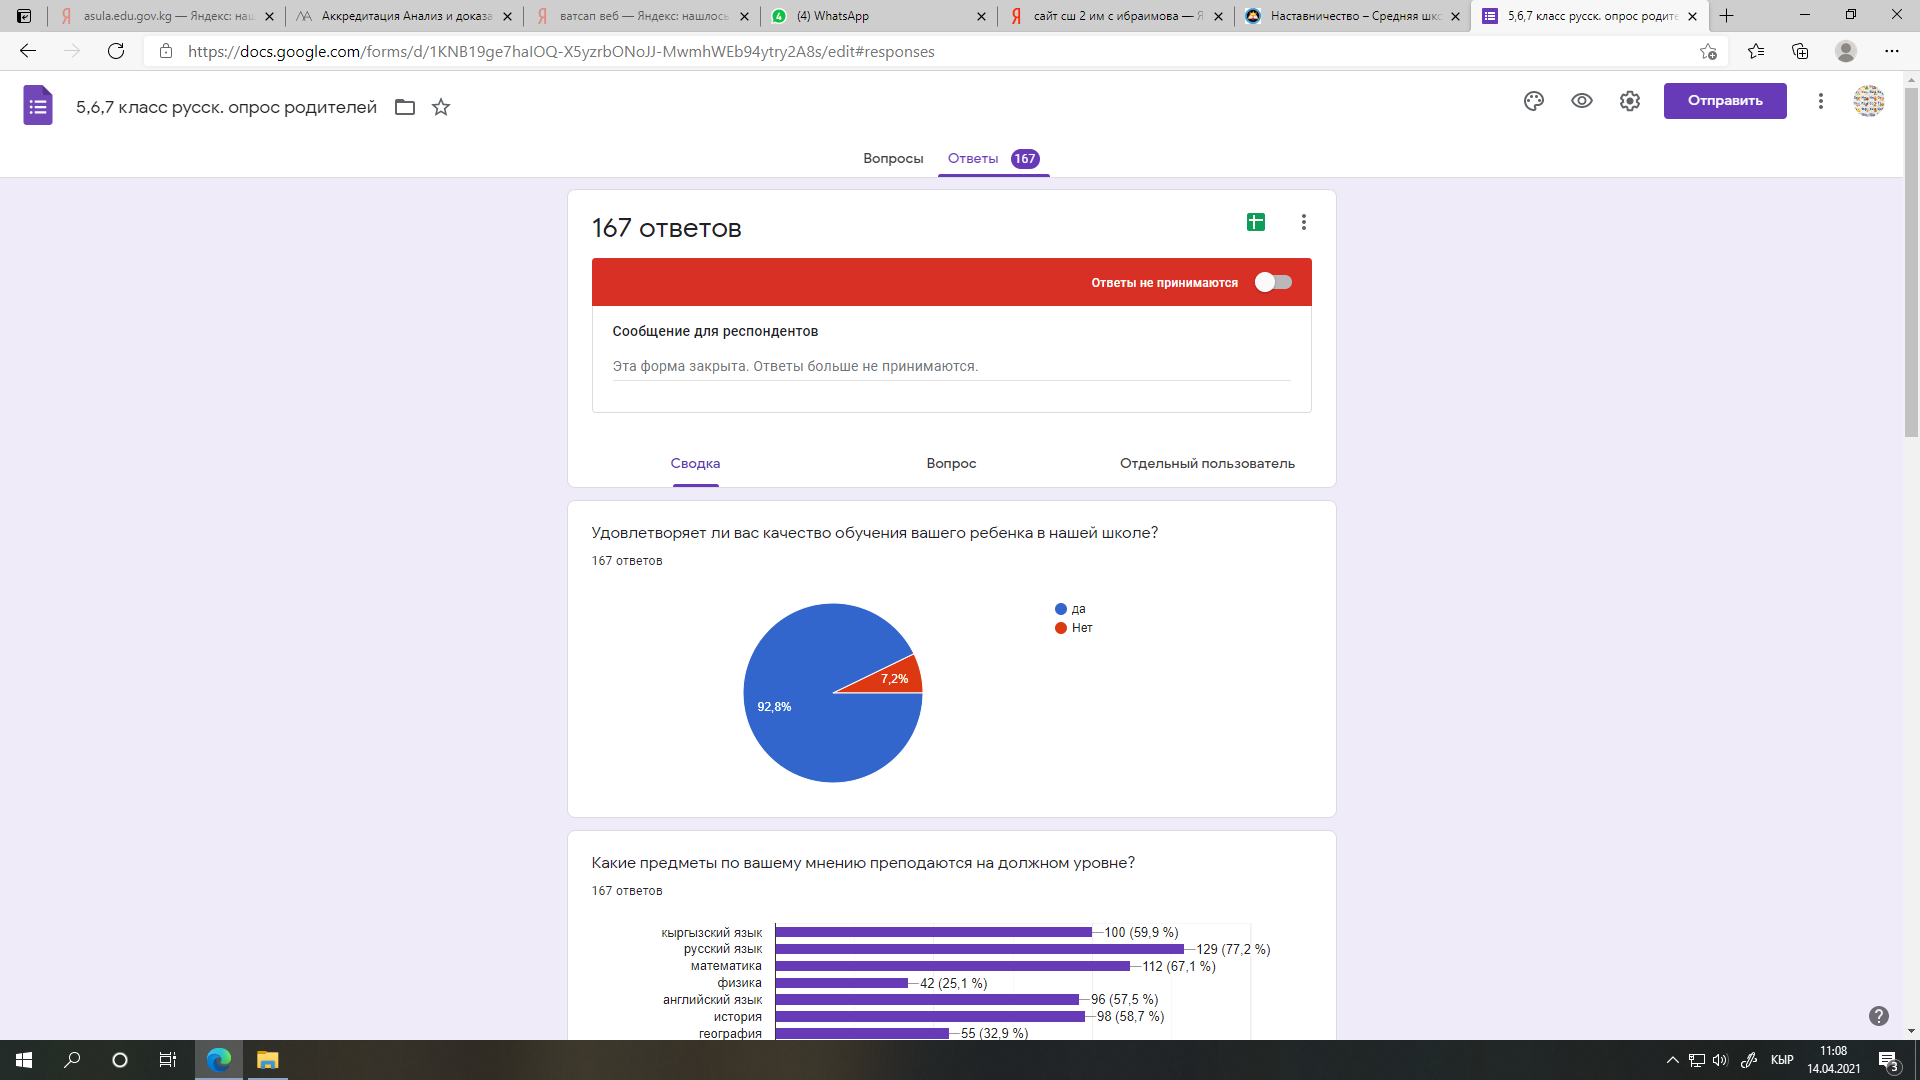 asula.edu.gov.kg — Яндекс: наш
Аккредитация Анализ и доказа
ватсап веб — Яндекс: нашлось
(4) WhatsApp
сайт сш 2 им с ибраимова — Я
Наставничество – Средняя шк
5,6,7 класс русск. опрос родите
https://docs.google.com/forms/d/1KNB19ge7haIOQ-X5yzrbONoJJ-MwmhWEb94ytry2A8s/edit#responses
5,6,7 класс русск. опрос родителей
Отправить
Вопросы
Ответы 167
167 ответов
Ответы не принимаются
Сообщение для респондентов
Эта форма закрыта. Ответы больше не принимаются.
Сводка
Вопрос
Отдельный пользователь
Удовлетворяет ли вас качество обучения вашего ребенка в нашей школе?
167 ответов
да
Нет
7,2%
92,8%
Какие предметы по вашему мнению преподаются на должном уровне?
167 ответов
кыргызский язык 100 (59,9 %)
русский язык 129 (77,2 %)
математика 112 (67,1 %)
физика 42 (25,1 %)
английский язык 96 (57,5 %)
история 98 (58,7 %)
география 55 (32,9 %)
КЫР
11:08
14.04.2021
3